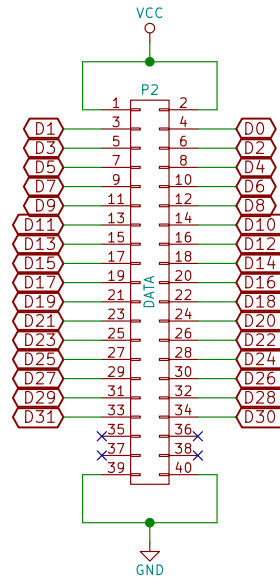 VCC
P2
1 2
D1 3 4 D0
D3 5 6 D2
D5 7 8 D4
D7 9 10 D6
D9 11 12 D8
D11 13 14 D10
D13 15 16 D12
D15 17 18 D14
D17 19 20 D16
D19 21 22 D18
D21 23 24 D20
D23 25 26 D22
D25 27 28 D24
D27 29 30 D26
D29 31 32 D28
D31 33 34 D30
35 36
37 38
39 40
DATA
GND